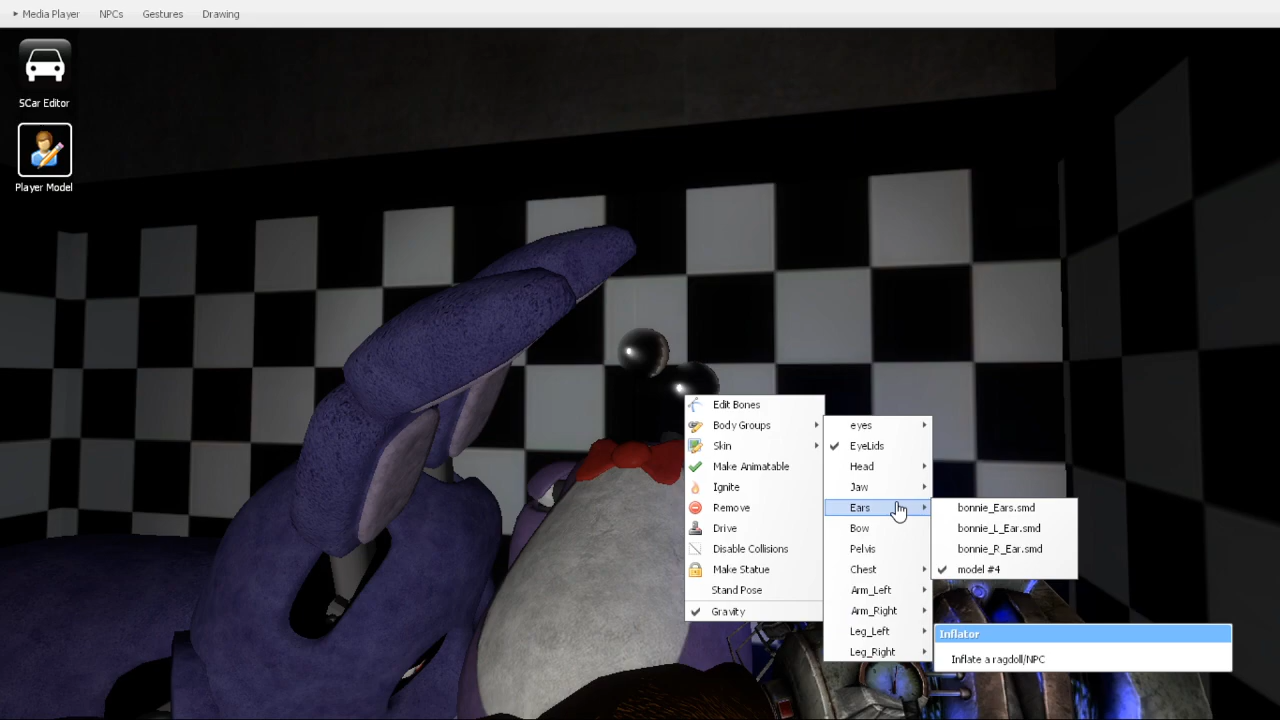 Media Player NPCs Gestures Drawing
SCar Editor
Player Model
Edit Bones
Body Groups
Skin
Make Animatable
Ignite
Remove
Drive
Disable Collisions
Make Statue
Stand Pose
Gravity
eyes
EyeLids
Head
Jaw
Ears
Bow
Pelvis
Chest
Arm_Left
Arm_Right
Leg_Left
Leg_Right
bonnie_Ears.smd
bonnie_L_Ear.smd
bonnie_R_Ear.smd
model #4
Inflator
Inflate a ragdoll/NPC